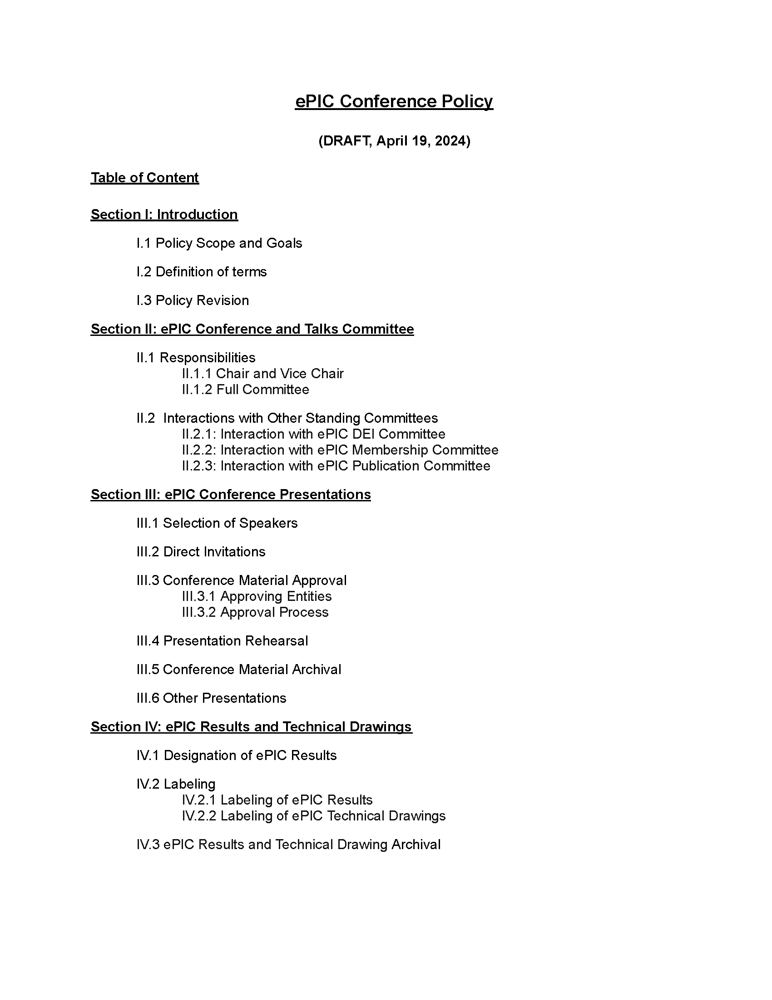 ePIC Conference Policy
(DRAFT, April 19, 2024)
Table of Content
Section I: Introduction
I.1 Policy Scope and Goals
I.2 Definition of terms
I.3 Policy Revision
Section II: ePIC Conference and Talks Committee
II.1 Responsibilities
II.1.1 Chair and Vice Chair
II.1.2 Full Committee
II.2 Interactions with Other Standing Committees
II.2.1: Interaction with ePIC DEI Committee
II.2.2: Interaction with ePIC Membership Committee
II.2.3: Interaction with ePIC Publication Committee
Section III: ePIC Conference Presentations
III.1 Selection of Speakers
III.2 Direct Invitations
III.3 Conference Material Approval
III.3.1 Approving Entities
III.3.2 Approval Process
III.4 Presentation Rehearsal
III.5 Conference Material Archival
III.6 Other Presentations
Section IV: ePIC Results and Technical Drawings
IV.1 Designation of ePIC Results
IV.2 Labeling
IV.2.1 Labeling of ePIC Results
IV.2.2 Labeling of ePIC Technical Drawings
IV.3 ePIC Results and Technical Drawing Archival